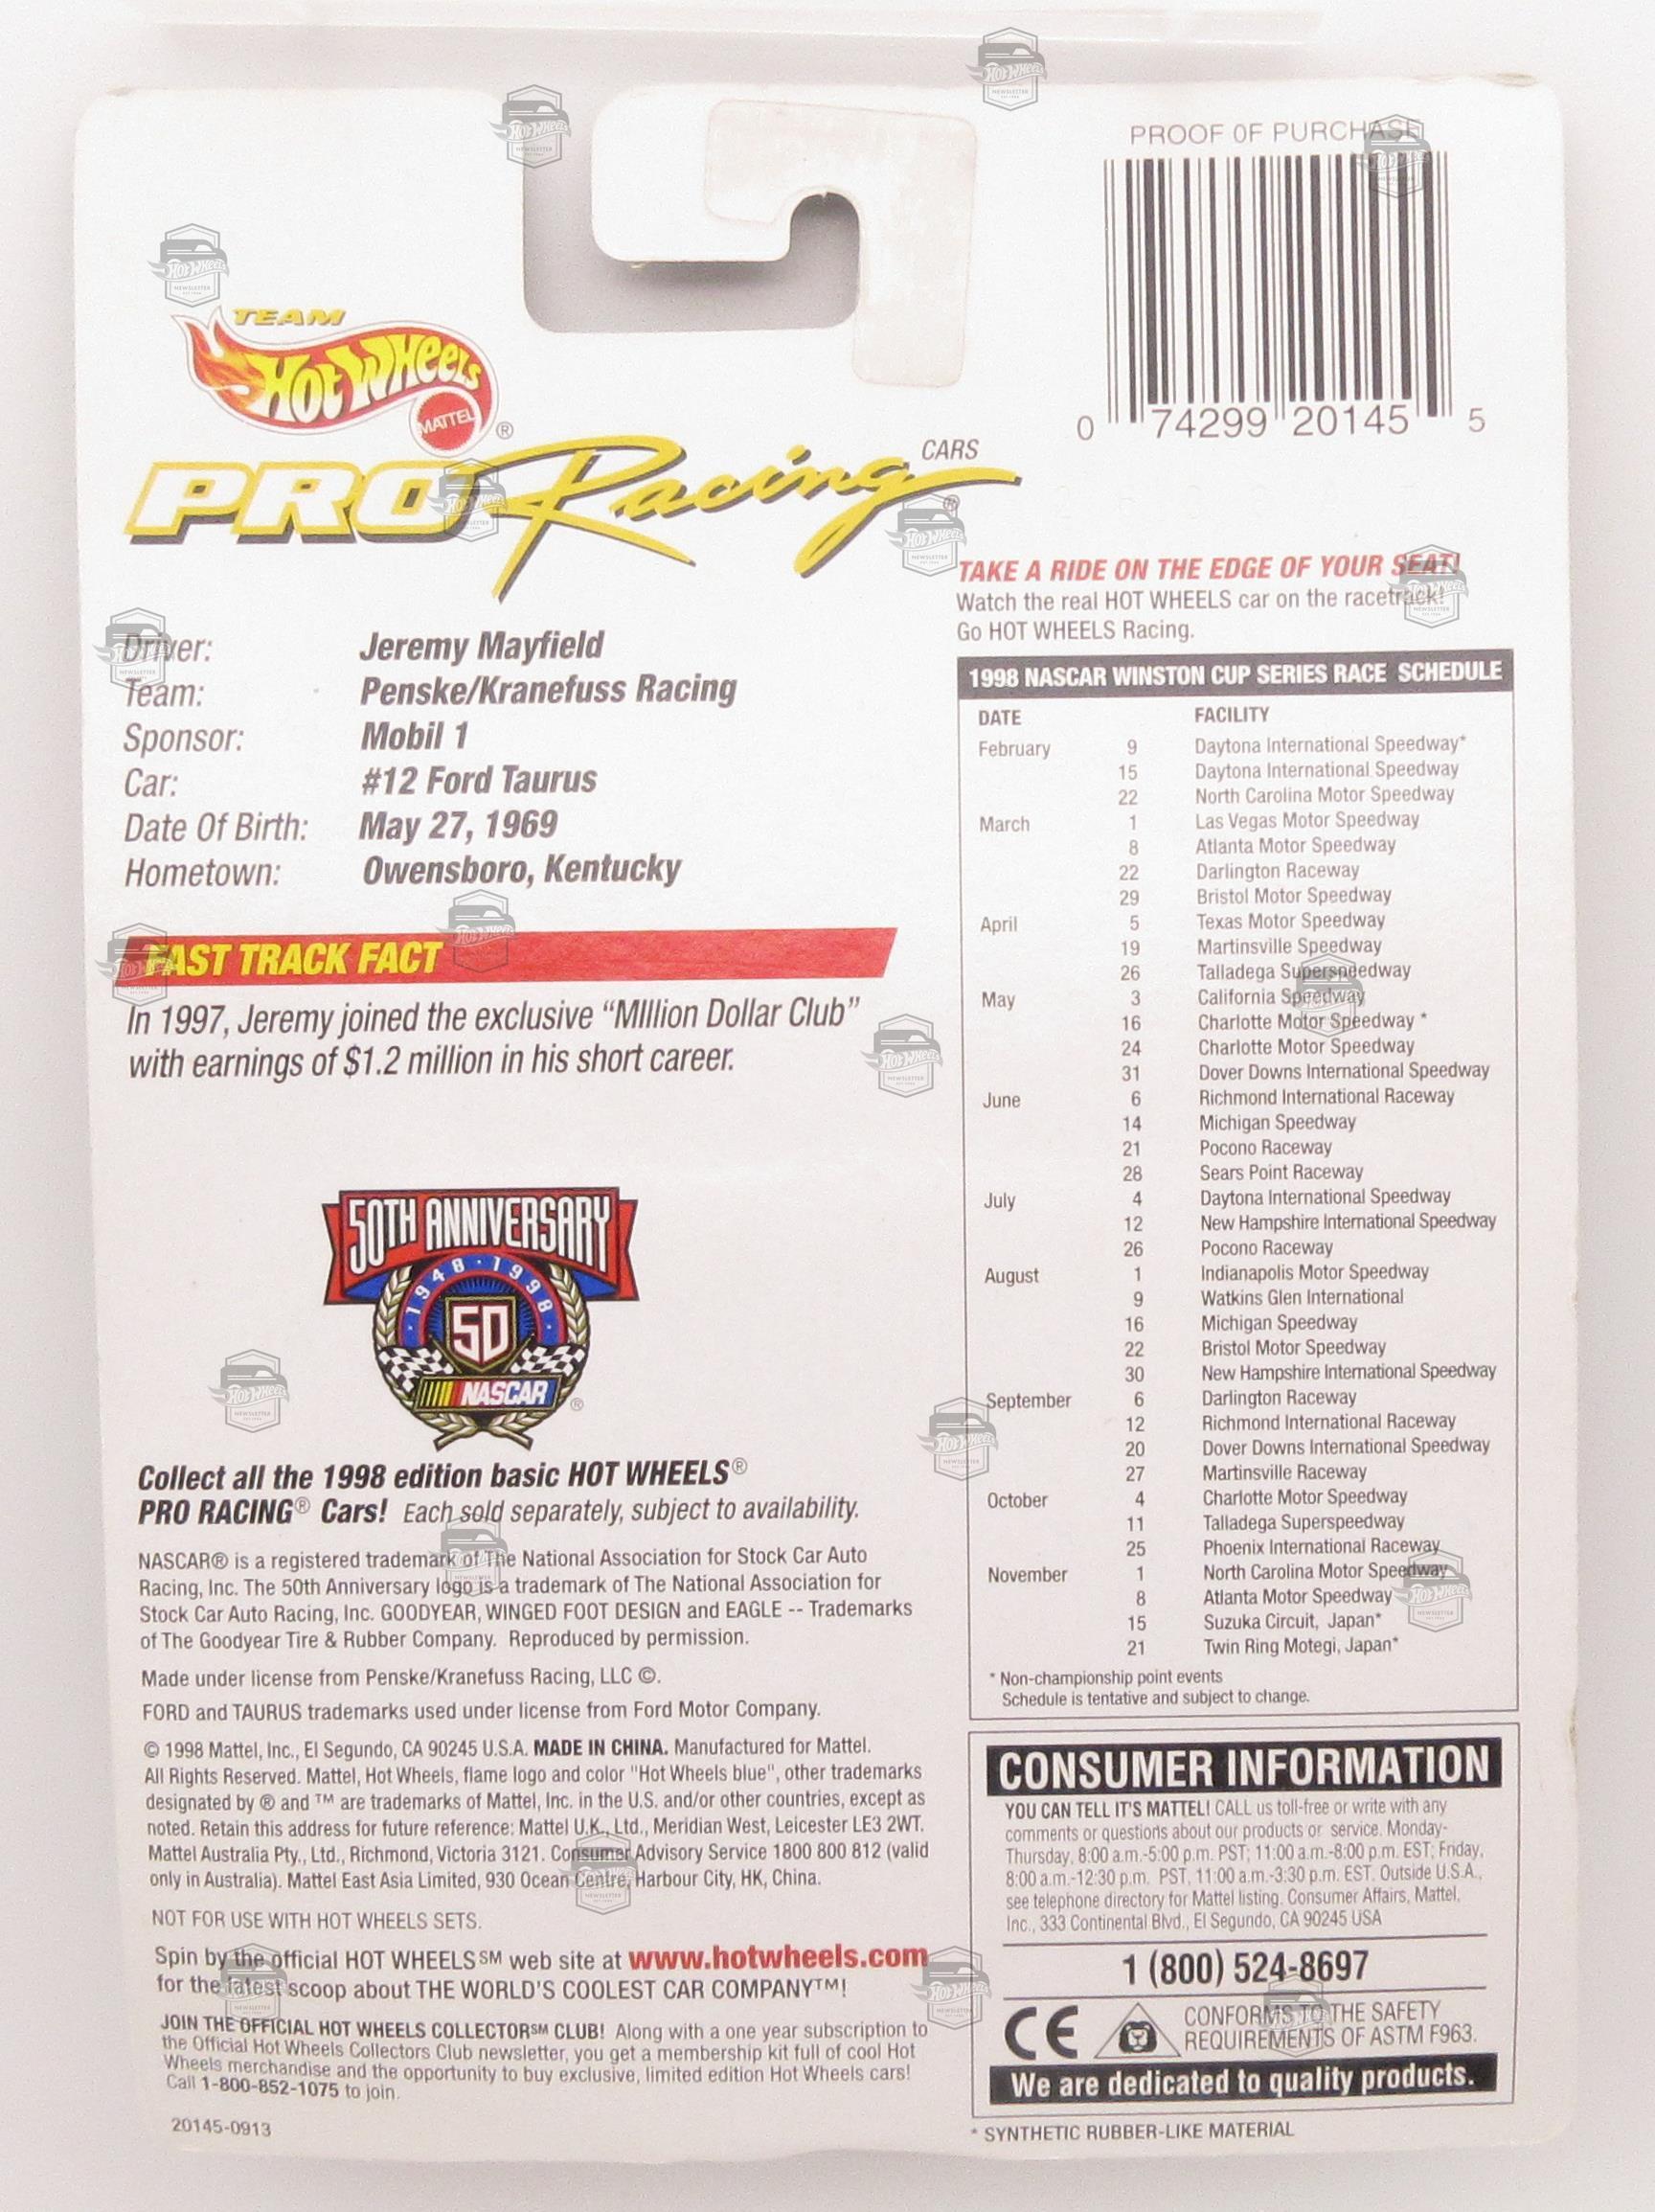 PROOF OF PURCHASE
0 74299 20145 5
TEAM
Hot Wheels
MATTEL
®
PRO Racing
CARS
®
Driver: Jeremy Mayfield
Team: Penske/Kranefuss Racing
Sponsor: Mobil 1
Car: #12 Ford Taurus
Date Of Birth: May 27, 1969
Hometown: Owensboro, Kentucky
FAST TRACK FACT
In 1997, Jeremy joined the exclusive “MIllion Dollar Club”
with earnings of $1.2 million in his short career.
50TH ANNIVERSARY
1948 · 1998
50
NASCAR
®
Collect all the 1998 edition basic HOT WHEELS®
PRO RACING® Cars! Each sold separately, subject to availability.
NASCAR® is a registered trademark of The National Association for Stock Car Auto
Racing, Inc. The 50th Anniversary logo is a trademark of The National Association for
Stock Car Auto Racing, Inc. GOODYEAR, WINGED FOOT DESIGN and EAGLE -- Trademarks
of The Goodyear Tire & Rubber Company. Reproduced by permission.
Made under license from Penske/Kranefuss Racing, LLC ©.
FORD and TAURUS trademarks used under license from Ford Motor Company.
© 1998 Mattel, Inc., El Segundo, CA 90245 U.S.A. MADE IN CHINA. Manufactured for Mattel.
All Rights Reserved. Mattel, Hot Wheels, flame logo and color "Hot Wheels blue", other trademarks
designated by ® and ™ are trademarks of Mattel, Inc. in the U.S. and/or other countries, except as
noted. Retain this address for future reference: Mattel U.K., Ltd., Meridian West, Leicester LE3 2WT.
Mattel Australia Pty., Ltd., Richmond, Victoria 3121. Consumer Advisory Service 1800 800 812 (valid
only in Australia). Mattel East Asia Limited, 930 Ocean Centre, Harbour City, HK, China.
NOT FOR USE WITH HOT WHEELS SETS.
Spin by the official HOT WHEELS℠ web site at www.hotwheels.com
for the latest scoop about THE WORLD'S COOLEST CAR COMPANY™!
JOIN THE OFFICIAL HOT WHEELS COLLECTOR℠ CLUB! Along with a one year subscription to
the Official Hot Wheels Collectors Club newsletter, you get a membership kit full of cool Hot
Wheels merchandise and the opportunity to buy exclusive, limited edition Hot Wheels cars!
Call 1-800-852-1075 to join.
20145-0913
TAKE A RIDE ON THE EDGE OF YOUR SEAT!
Watch the real HOT WHEELS car on the racetrack!
Go HOT WHEELS Racing.
1998 NASCAR WINSTON CUP SERIES RACE SCHEDULE
DATE FACILITY
February 9 Daytona International Speedway*
15 Daytona International Speedway
22 North Carolina Motor Speedway
March 1 Las Vegas Motor Speedway
8 Atlanta Motor Speedway
22 Darlington Raceway
29 Bristol Motor Speedway
April 5 Texas Motor Speedway
19 Martinsville Speedway
26 Talladega Superspeedway
May 3 California Speedway
16 Charlotte Motor Speedway *
24 Charlotte Motor Speedway
31 Dover Downs International Speedway
June 6 Richmond International Raceway
14 Michigan Speedway
21 Pocono Raceway
28 Sears Point Raceway
July 4 Daytona International Speedway
12 New Hampshire International Speedway
26 Pocono Raceway
August 1 Indianapolis Motor Speedway
9 Watkins Glen International
16 Michigan Speedway
22 Bristol Motor Speedway
30 New Hampshire International Speedway
September 6 Darlington Raceway
12 Richmond International Raceway
20 Dover Downs International Speedway
27 Martinsville Raceway
October 4 Charlotte Motor Speedway
11 Talladega Superspeedway
25 Phoenix International Raceway
November 1 North Carolina Motor Speedway
8 Atlanta Motor Speedway
15 Suzuka Circuit, Japan*
21 Twin Ring Motegi, Japan*
* Non-championship point events
Schedule is tentative and subject to change.
CONSUMER INFORMATION
YOU CAN TELL IT'S MATTEL! CALL us toll-free or write with any
comments or questions about our products or service. Monday-
Thursday, 8:00 a.m.-5:00 p.m. PST; 11:00 a.m.-8:00 p.m. EST; Friday,
8:00 a.m.-12:30 p.m. PST, 11:00 a.m.-3:30 p.m. EST. Outside U.S.A.,
see telephone directory for Mattel listing. Consumer Affairs, Mattel,
Inc., 333 Continental Blvd., El Segundo, CA 90245 USA
1 (800) 524-8697
CE
CONFORMS TO THE SAFETY
REQUIREMENTS OF ASTM F963.
We are dedicated to quality products.
* SYNTHETIC RUBBER-LIKE MATERIAL